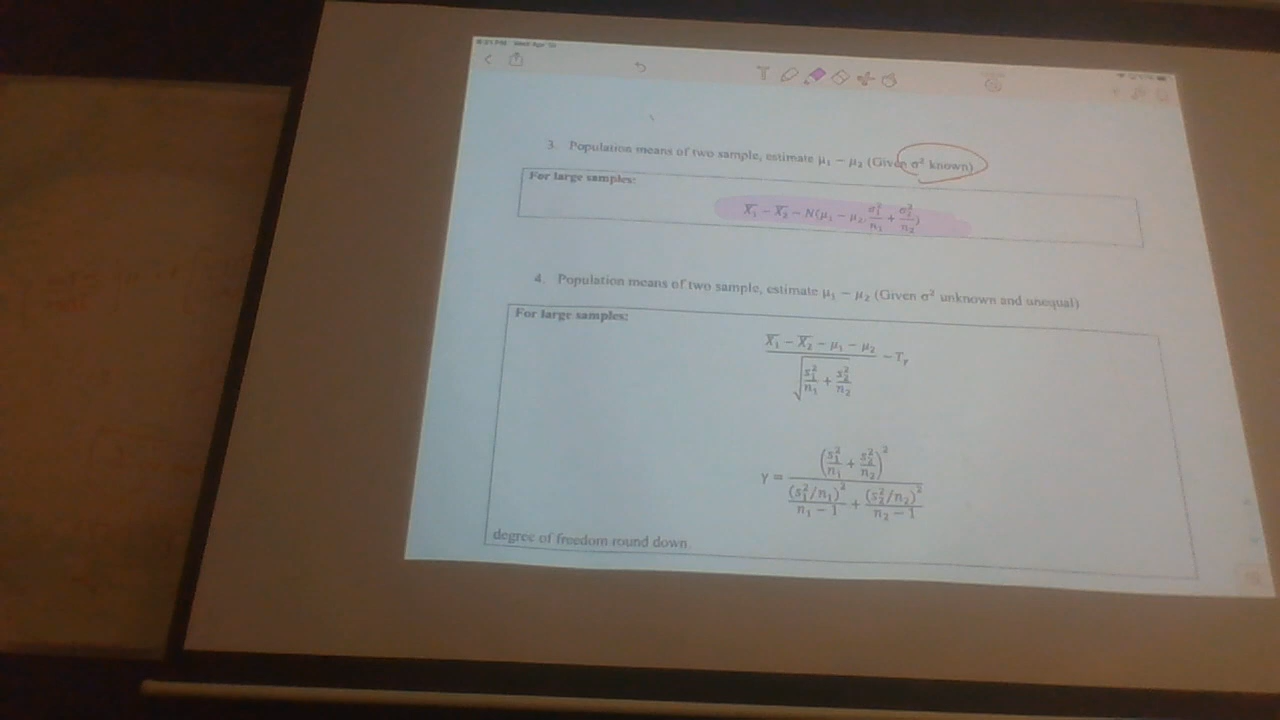 3. Population means of two sample, estimate μ₁ − μ₂ (Given σ² known)
For large samples:
X̅₁ − X̅₂ ~ N(μ₁ − μ₂, σ₁²/n₁ + σ₂²/n₂)
4. Population means of two sample, estimate μ₁ − μ₂ (Given σ² unknown and unequal)
For large samples:
(X̅₁ − X̅₂ − μ₁ − μ₂) / √(s₁²/n₁ + s₂²/n₂) ~ Tᵧ
γ = (s₁²/n₁ + s₂²/n₂)² / ((s₁²/n₁)²/(n₁ − 1) + (s₂²/n₂)²/(n₂ − 1))
degree of freedom round down.